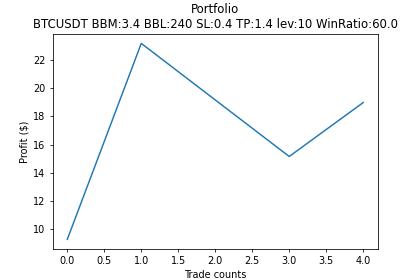 Portfolio
BTCUSDT BBM:3.4 BBL:240 SL:0.4 TP:1.4 lev:10 WinRatio:60.0
Profit ($)
22
20
18
16
14
12
10
0.0 0.5 1.0 1.5 2.0 2.5 3.0 3.5 4.0
Trade counts